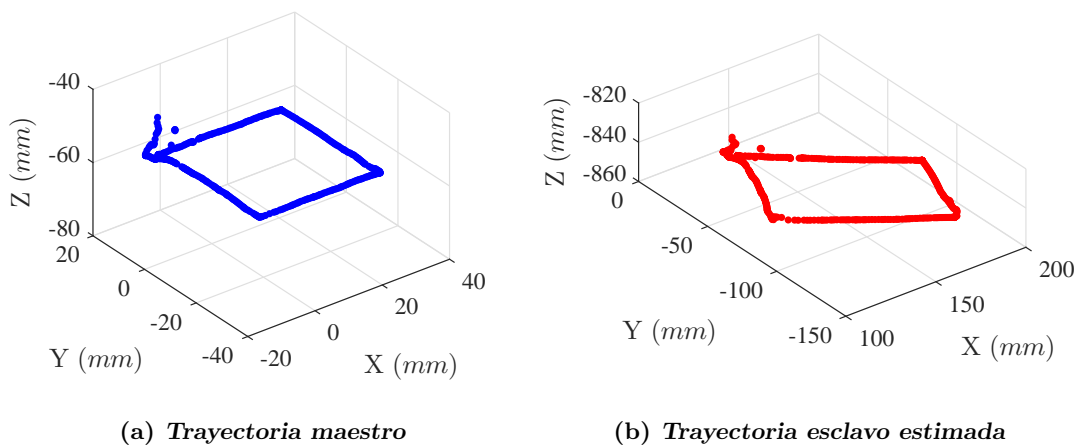 -40
-60
-80
Z (mm)
20
0
-20
-40
Y (mm)
-20
0
20
40
X (mm)
(a) Trayectoria maestro
-820
-840
-860
Z (mm)
0
-50
-100
-150
Y (mm)
100
150
200
X (mm)
(b) Trayectoria esclavo estimada